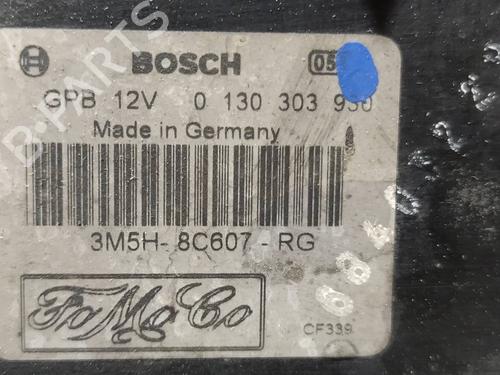 BOSCH
GPB 12V 0 130 303 930
Made in Germany
3M5H-8C607-RG
FoMoCo
CF339